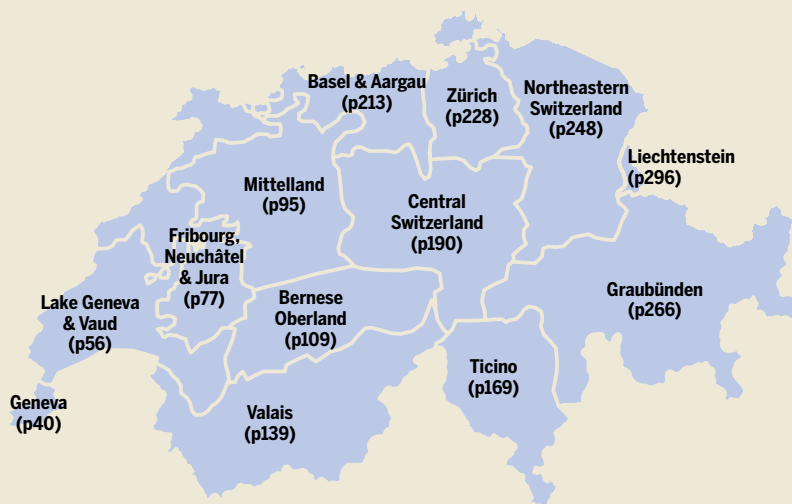 Basel & Aargau
(p213)
Zürich
(p228)
Northeastern
Switzerland
(p248)
Liechtenstein
(p296)
Mittelland
(p95)
Central
Switzerland
(p190)
Fribourg,
Neuchâtel
& Jura
(p77)
Graubünden
(p266)
Lake Geneva
& Vaud
(p56)
Bernese
Oberland
(p109)
Ticino
(p169)
Geneva
(p40)
Valais
(p139)